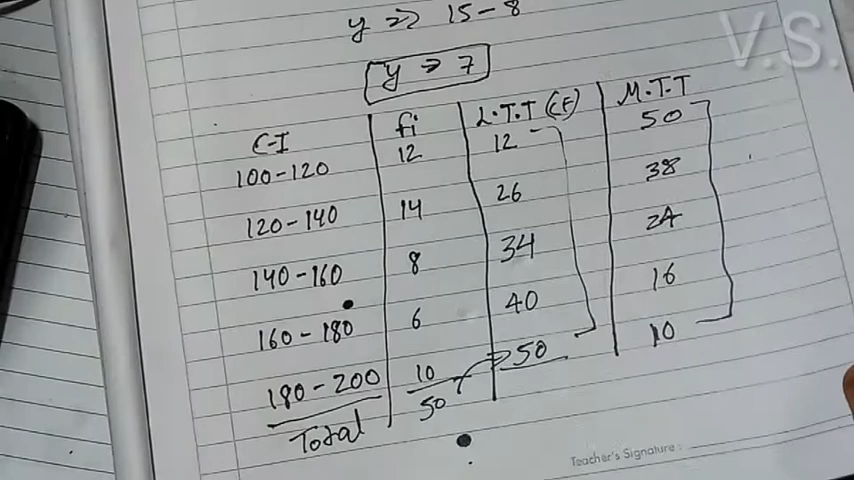 y ⇒ 15 - 8
y → 7
C-I fi L.T.T (CF) M.T.T
100-120 12 12 50
120-140 14 26 38
140-160 8 34 24
160-180 6 40 16
180-200 10 50 10
Total 50
Teacher's Signature :
V.S.